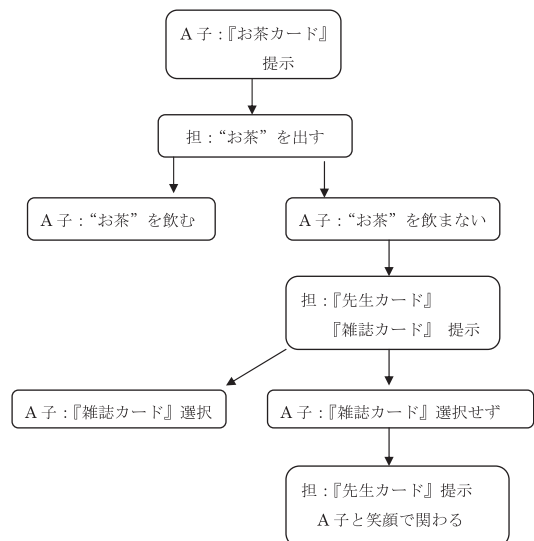 A 子:『お茶カード』
提示
担:“お茶”を出す
A 子:“お茶”を飲む
A 子:“お茶”を飲まない
担:『先生カード』
『雑誌カード』 提示
A 子:『雑誌カード』選択
A 子:『雑誌カード』選択せず
担:『先生カード』提示
A 子と笑顔で関わる